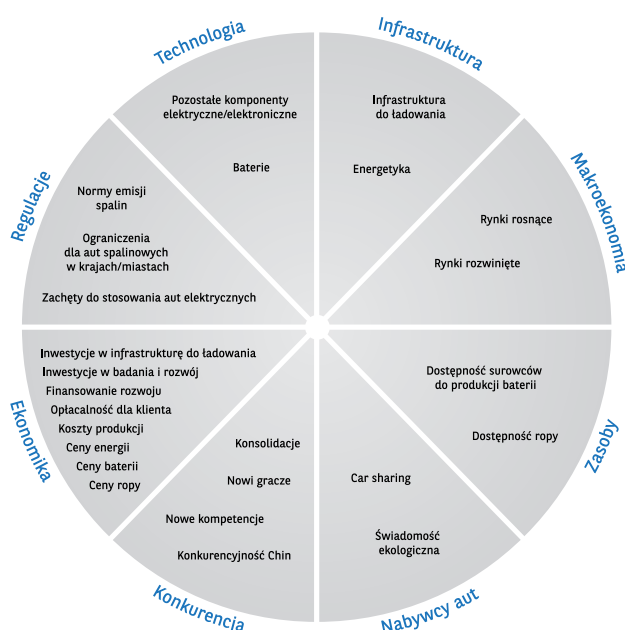 Technologia
Pozostałe komponenty
elektryczne/elektroniczne
Baterie
Infrastruktura
Infrastruktura
do ładowania
Energetyka
Makroekonomia
Rynki rosnące
Rynki rozwinięte
Zasoby
Dostępność surowców
do produkcji baterii
Dostępność ropy
Nabywcy aut
Car sharing
Świadomość
ekologiczna
Konkurencja
Konsolidacje
Nowi gracze
Nowe kompetencje
Konkurencyjność Chin
Ekonomika
Inwestycje w infrastrukturę do ładowania
Inwestycje w badania i rozwój
Finansowanie rozwoju
Opłacalność dla klienta
Koszty produkcji
Ceny energii
Ceny baterii
Ceny ropy
Regulacje
Normy emisji
spalin
Ograniczenia
dla aut spalinowych
w krajach/miastach
Zachęty do stosowania aut elektrycznych